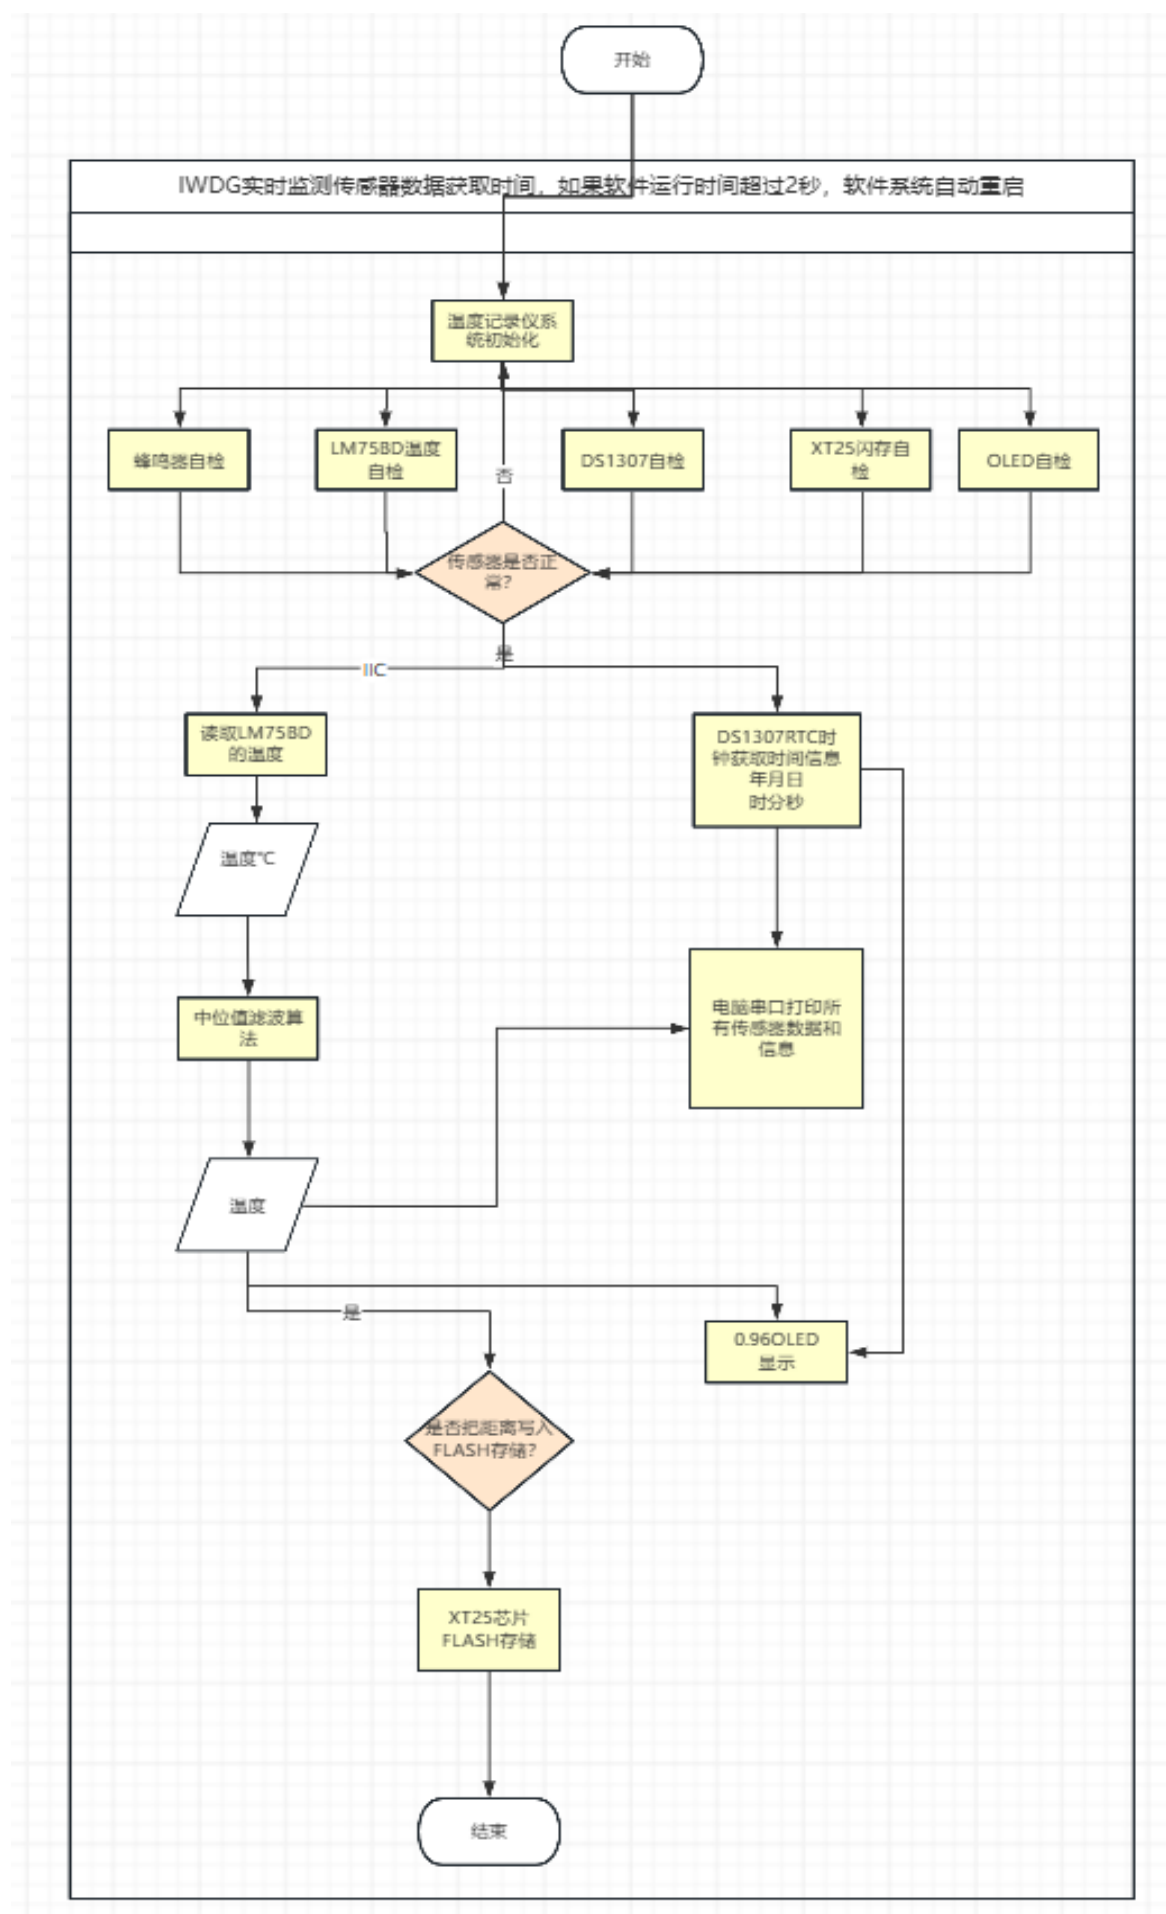 开始
IWDG实时监测传感器数据获取时间，如果软件运行时间超过2秒，软件系统自动重启
温度记录仪系
统初始化
蜂鸣器自检
LM75BD温度
自检
否
DS1307自检
XT25闪存自
检
OLED自检
传感器是否正
常？
是
IIC
读取LM75BD
的温度
DS1307RTC时
钟获取时间信息
年月日
时分秒
温度℃
中位值滤波算
法
电脑串口打印所
有传感器数据和
信息
温度
是
0.96OLED
显示
是否把距离写入
FLASH存储？
XT25芯片
FLASH存储
结束